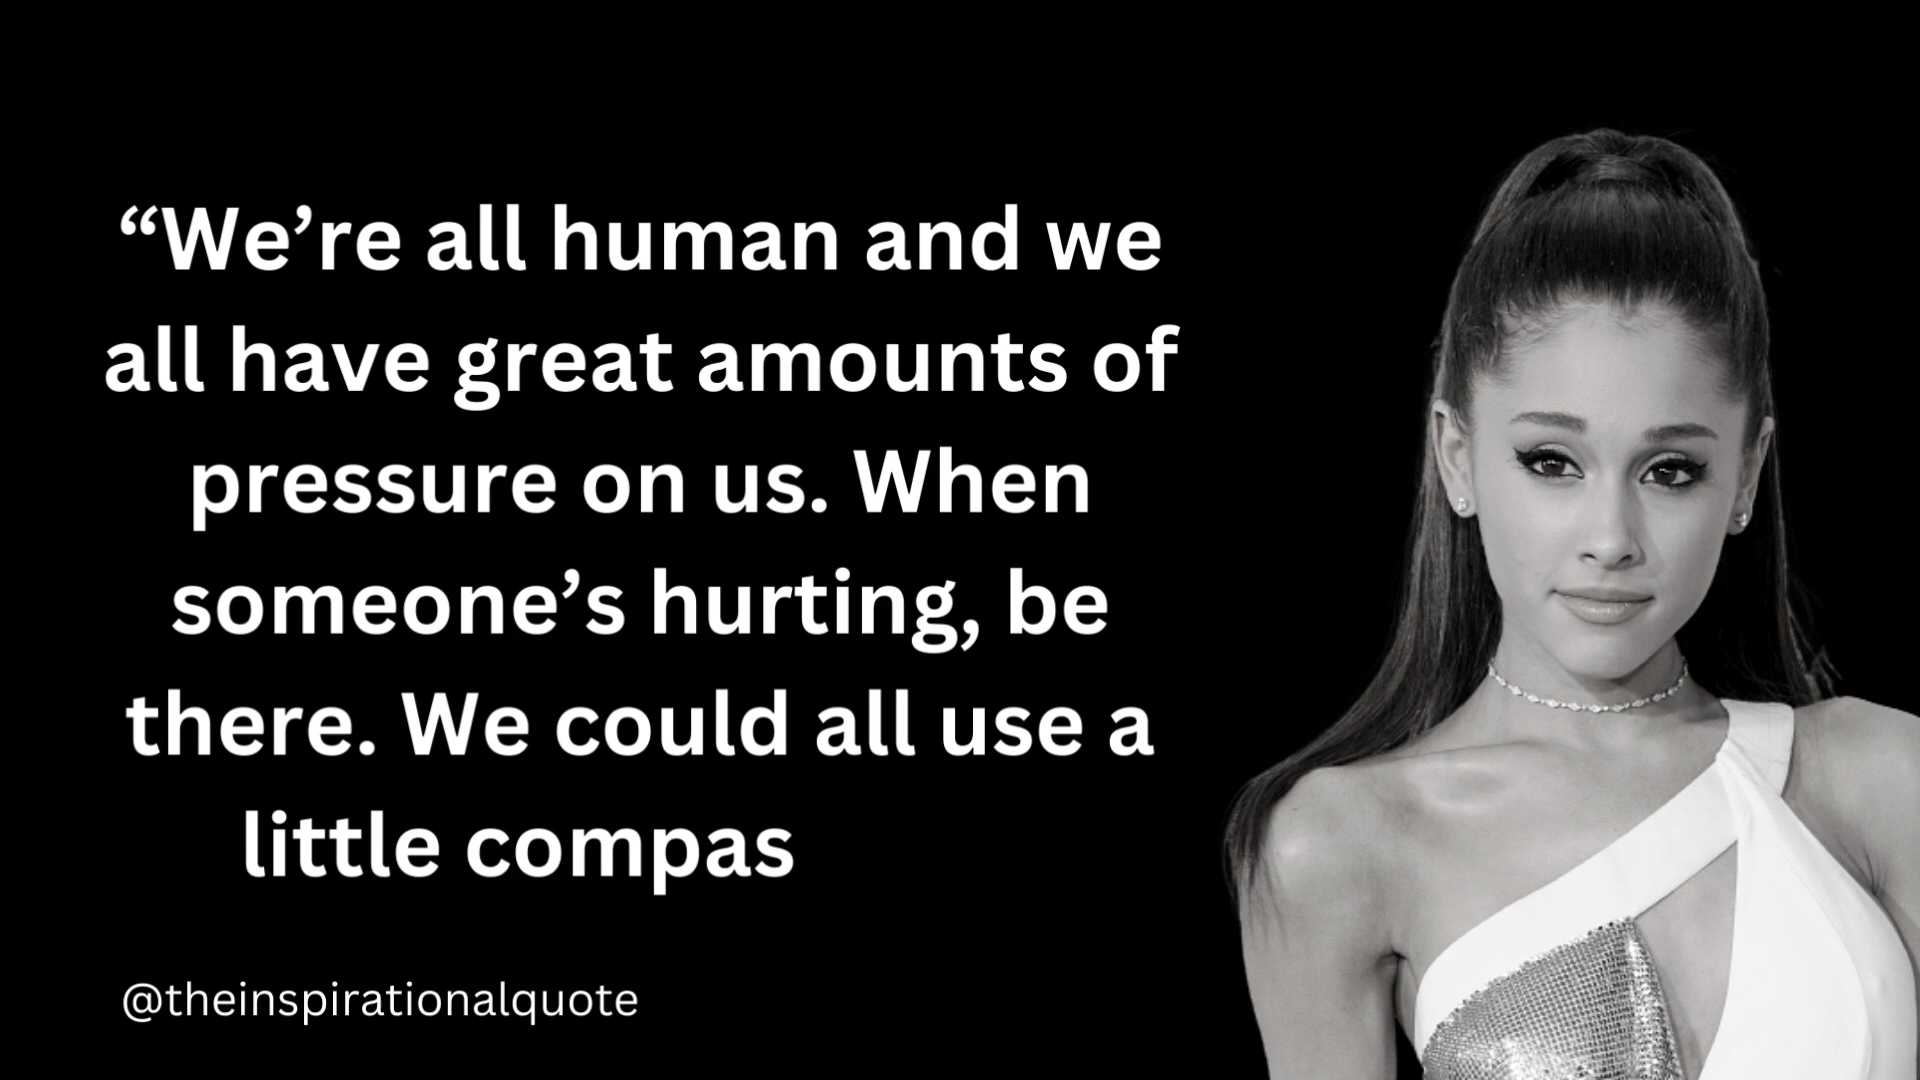 “We’re all human and we
all have great amounts of
pressure on us. When
someone’s hurting, be
there. We could all use a
little compas
@theinspirationalquote